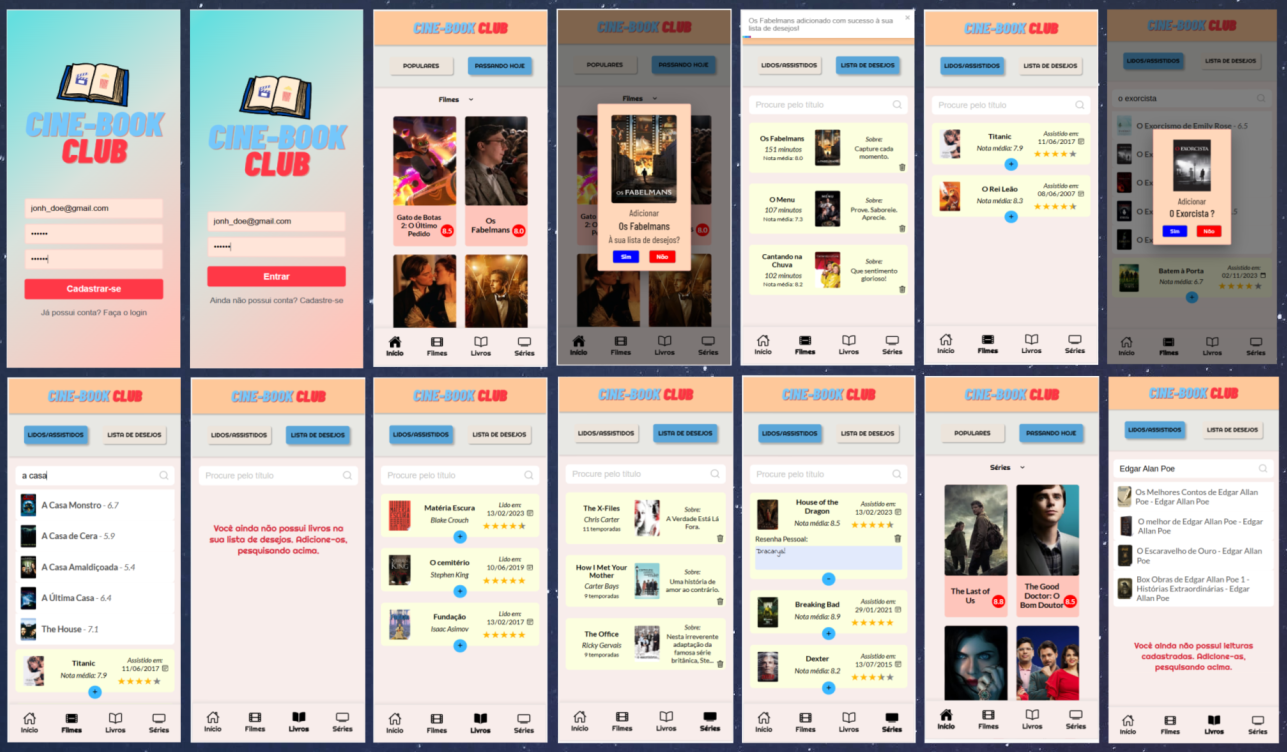 CINE-BOOK
CLUB
jonh_doe@gmail.com
••••••
••••••
Cadastrar-se
Já possui conta? Faça o login
CINE-BOOK
CLUB
jonh_doe@gmail.com
••••••
Entrar
Ainda não possui conta? Cadastre-se
CINE-BOOK CLUB
POPULARES
PASSANDO HOJE
Filmes
Gato de Botas
2: O Último
Pedido
8.5
Os
Fabelmans
8.0
Início
Filmes
Livros
Séries
CINE-BOOK CLUB
POPULARES
PASSANDO HOJE
Filmes
OS FABELMANS
Adicionar
Os Fabelmans
À sua lista de desejos?
Sim
Não
Início
Filmes
Livros
Séries
Os Fabelmans adicionado com sucesso à sua
lista de desejos!
LIDOS/ASSISTIDOS
LISTA DE DESEJOS
Procure pelo título
Os Fabelmans
151 minutos
Nota média: 8.0
Sobre:
Capture cada
momento.
O Menu
107 minutos
Nota média: 7.3
Sobre:
Prove. Saboreie.
Aprecie.
Cantando na
Chuva
102 minutos
Nota média: 8.2
Sobre:
Que sentimento
glorioso!
Início
Filmes
Livros
Séries
CINE-BOOK CLUB
LIDOS/ASSISTIDOS
LISTA DE DESEJOS
Procure pelo título
Titanic
Nota média: 7.9
Assistido em:
11/06/2017
O Rei Leão
Nota média: 8.3
Assistido em:
08/06/2007
Início
Filmes
Livros
Séries
CINE-BOOK CLUB
LIDOS/ASSISTIDOS
LISTA DE DESEJOS
o exorcista
O Exorcismo de Emily Rose - 6.5
O EXORCISTA
Adicionar
O Exorcista ?
Sim
Não
Batem à Porta
Nota média: 6.7
Assistido em:
02/11/2023
Início
Filmes
Livros
Séries
CINE-BOOK CLUB
LIDOS/ASSISTIDOS
LISTA DE DESEJOS
a casa
A Casa Monstro - 6.7
A Casa de Cera - 5.9
A Casa Amaldiçoada - 5.4
A Última Casa - 6.4
The House - 7.1
Titanic
Nota média: 7.9
Assistido em:
11/06/2017
Início
Filmes
Livros
Séries
CINE-BOOK CLUB
LIDOS/ASSISTIDOS
LISTA DE DESEJOS
Procure pelo título
Você ainda não possui livros na
sua lista de desejos. Adicione-os,
pesquisando acima.
Início
Filmes
Livros
Séries
CINE-BOOK CLUB
LIDOS/ASSISTIDOS
LISTA DE DESEJOS
Procure pelo título
Matéria Escura
Blake Crouch
Lido em:
13/02/2023
O cemitério
Stephen King
Lido em:
10/06/2019
Fundação
Isaac Asimov
Lido em:
13/02/2017
Início
Filmes
Livros
Séries
CINE-BOOK CLUB
LIDOS/ASSISTIDOS
LISTA DE DESEJOS
Procure pelo título
The X-Files
Chris Carter
11 temporadas
Sobre:
A Verdade Está Lá
Fora.
How I Met Your
Mother
Carter Bays
9 temporadas
Sobre:
Uma história de
amor ao contrário.
The Office
Ricky Gervais
9 temporadas
Sobre:
Nesta irreverente
adaptação da
famosa série
britânica, Ste...
Início
Filmes
Livros
Séries
CINE-BOOK CLUB
LIDOS/ASSISTIDOS
LISTA DE DESEJOS
Procure pelo título
House of the
Dragon
Nota média: 8.5
Assistido em:
13/02/2023
Resenha Pessoal:
"Dracarys!
Breaking Bad
Nota média: 8.9
Assistido em:
29/01/2021
Dexter
Nota média: 8.2
Assistido em:
13/07/2015
Início
Filmes
Livros
Séries
CINE-BOOK CLUB
POPULARES
PASSANDO HOJE
Séries
The Last of
Us
8.8
The Good
Doctor: O
Bom Doutor
8.5
Início
Filmes
Livros
Séries
CINE-BOOK CLUB
LIDOS/ASSISTIDOS
LISTA DE DESEJOS
Edgar Alan Poe
Os Melhores Contos de Edgar Allan
Poe - Edgar Allan Poe
O melhor de Edgar Allan Poe - Edgar
Allan Poe
O Escaravelho de Ouro - Edgar Allan
Poe
Box Obras de Edgar Allan Poe 1 -
Histórias Extraordinárias - Edgar
Allan Poe
Você ainda não possui leituras
cadastradas. Adicione-as,
pesquisando acima.
Início
Filmes
Livros
Séries